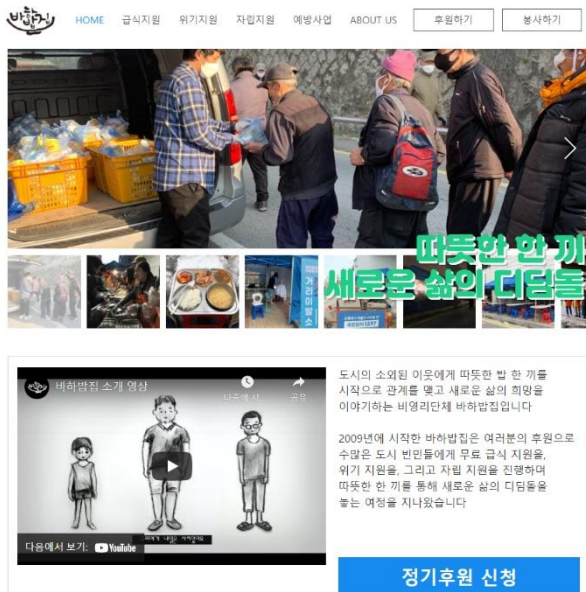 바하밥집
HOME 급식지원 위기지원 자립지원 예방사업 ABOUT US 후원하기 봉사하기
따뜻한 한 끼
새로운 삶의 디딤돌
바하밥집 소개 영상
나중에 시... 공유
다음에서 보기: YouTube
도시의 소외된 이웃에게 따뜻한 밥 한 끼를
시작으로 관계를 맺고 새로운 삶의 희망을
이야기하는 비영리단체 바하밥집입니다
2009년에 시작한 바하밥집은 여러분의 후원으로
수많은 도시 빈민들에게 무료 급식 지원을,
위기 지원을, 그리고 자립 지원을 진행하며
따뜻한 한 끼를 통해 새로운 삶의 디딤돌을
놓는 여정을 지나왔습니다
정기후원 신청